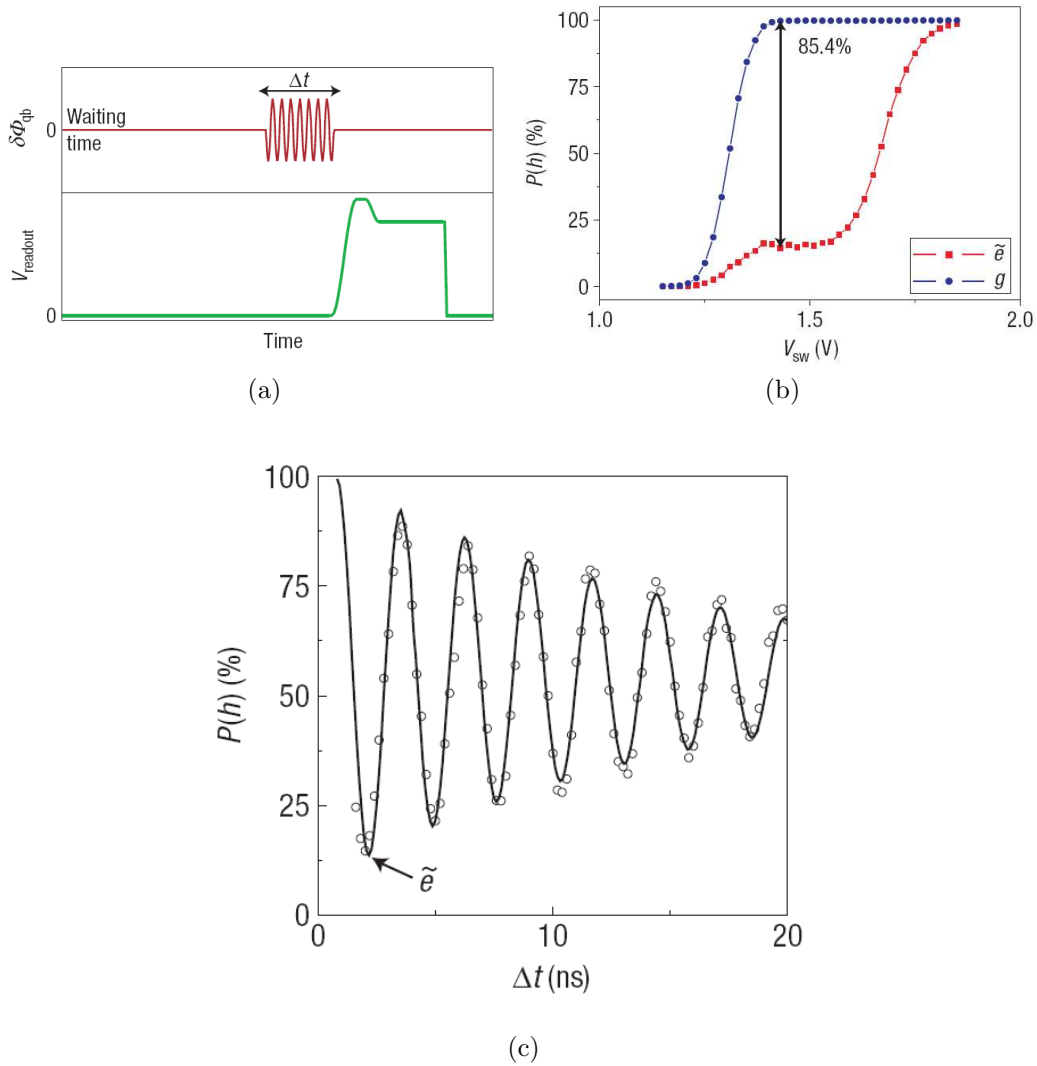 Δt
δΦqb
0
Waiting
time
Vreadout
0
Time
(a)
100
75
50
25
0
P(h) (%)
85.4%
ẽ
g
1.0
1.5
2.0
Vsw (V)
(b)
100
75
50
25
0
P(h) (%)
ẽ
0
10
20
Δt (ns)
(c)